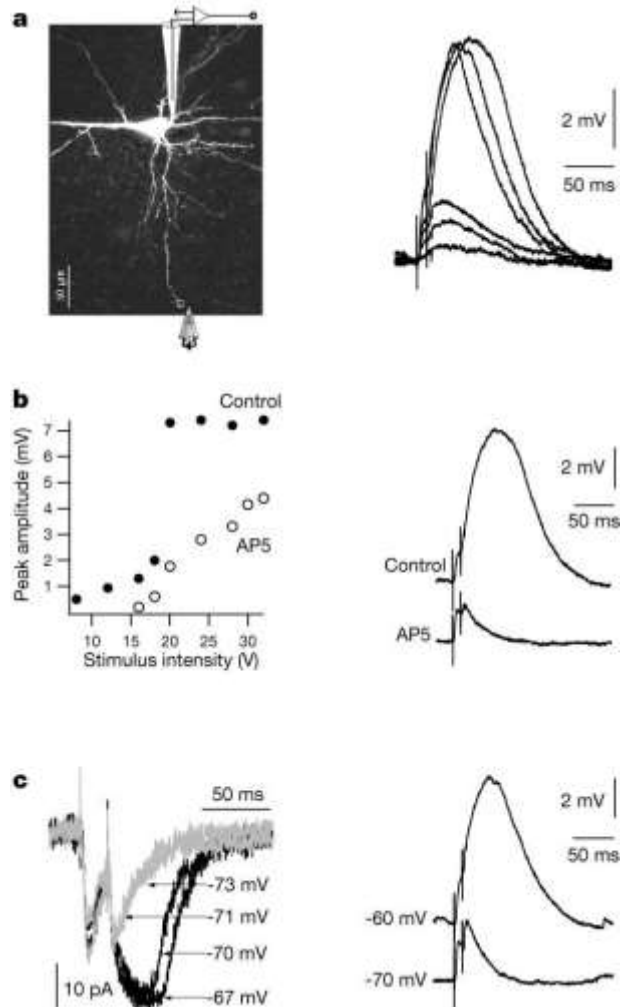 a
2 mV
50 ms
b
Control
7
6
5
4
3
2
1
AP5
Peak amplitude (mV)
10 15 20 25 30
Stimulus intensity (V)
2 mV
50 ms
Control
AP5
c
50 ms
-73 mV
-71 mV
-70 mV
-67 mV
10 pA
2 mV
50 ms
-60 mV
-70 mV